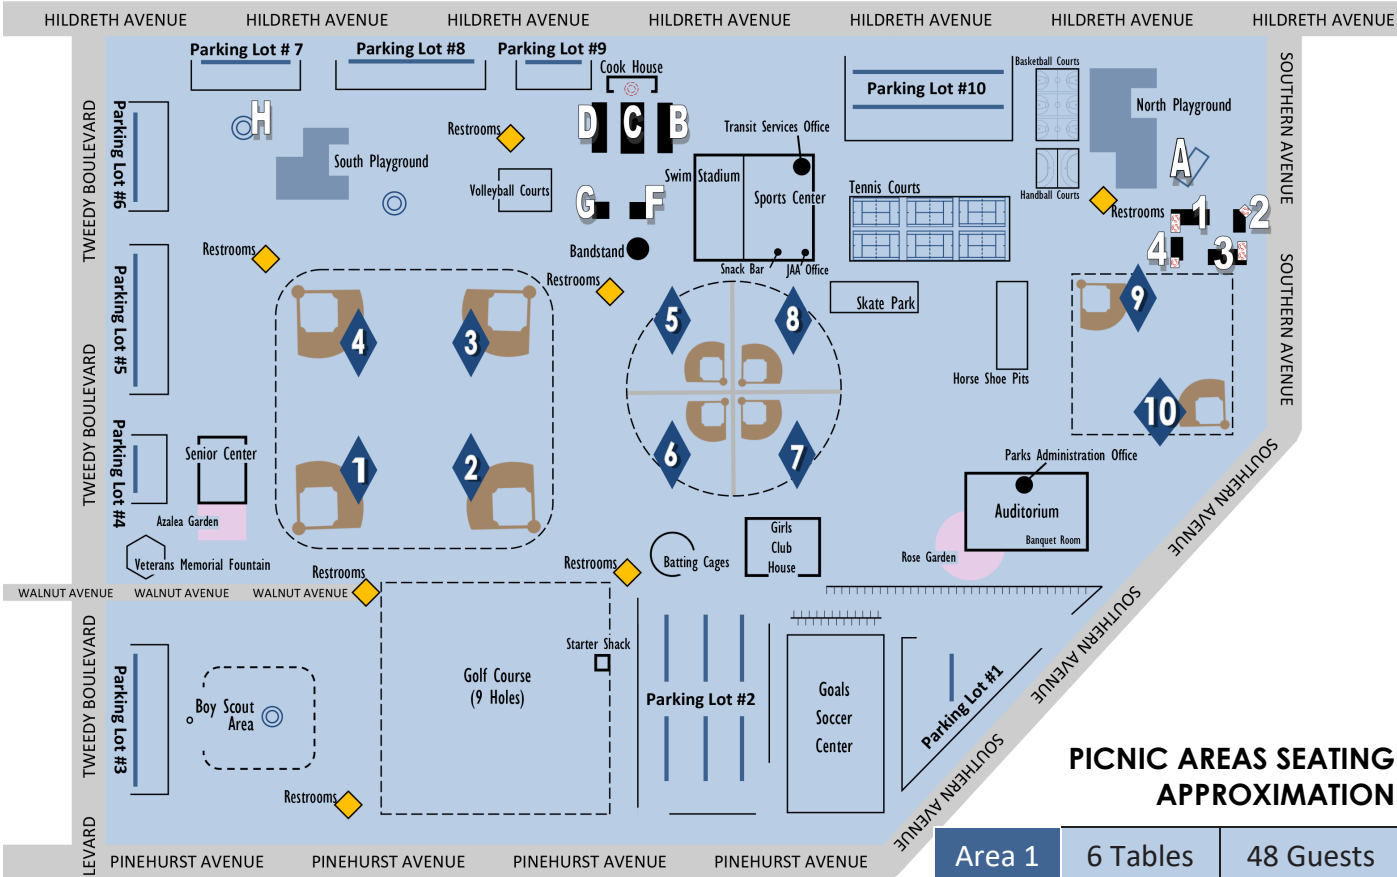 HILDRETH AVENUE HILDRETH AVENUE HILDRETH AVENUE HILDRETH AVENUE HILDRETH AVENUE HILDRETH AVENUE HILDRETH AVENUE
Parking Lot # 7
Parking Lot #8
Parking Lot #9
Cook House
Parking Lot #10
Basketball Courts
North Playground
SOUTHERN AVENUE
TWEEDY BOULEVARD
Parking Lot #6
H
South Playground
Restrooms
D
C
B
Transit Services Office
Swim Stadium
Sports Center
Volleyball Courts
G
F
Bandstand
Snack Bar
JAA Office
Tennis Courts
Handball Courts
A
Restrooms
1
2
4
3
Restrooms
Restrooms
TWEEDY BOULEVARD
Parking Lot #5
4
3
5
8
6
7
1
2
Skate Park
Horse Shoe Pits
9
10
SOUTHERN AVENUE
TWEEDY BOULEVARD
Parking Lot #4
Senior Center
Azalea Garden
Veterans Memorial Fountain
Restrooms
Restrooms
Batting Cages
Girls
Club
House
Parks Administration Office
Auditorium
Banquet Room
Rose Garden
SOUTHERN AVENUE
WALNUT AVENUE WALNUT AVENUE WALNUT AVENUE
SOUTHERN AVENUE
TWEEDY BOULEVARD
Parking Lot #3
Boy Scout
Area
Restrooms
Golf Course
(9 Holes)
Starter Shack
Parking Lot #2
Goals
Soccer
Center
Parking Lot #1
SOUTHERN AVENUE
LEVARD
PINEHURST AVENUE PINEHURST AVENUE PINEHURST AVENUE PINEHURST AVENUE
PICNIC AREAS SEATING
APPROXIMATION
Area 1 6 Tables 48 Guests